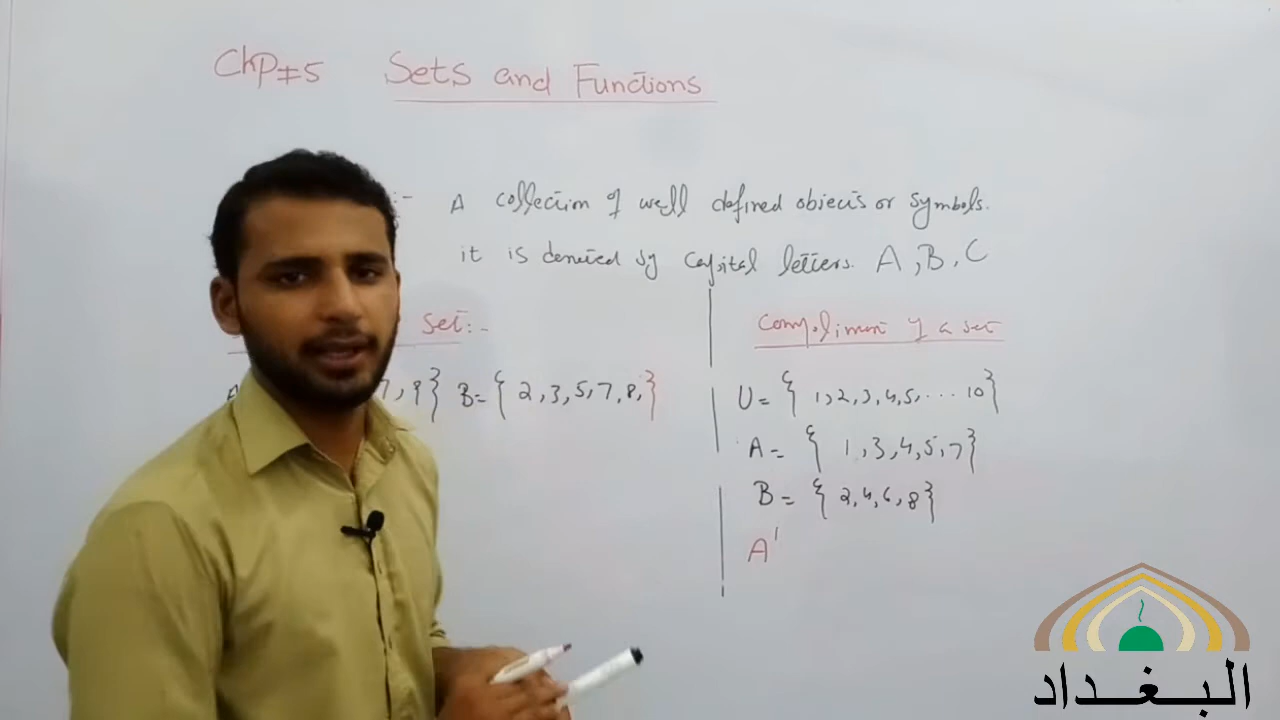 Chp#5 Sets and Functions
:- A collection of well defined objects or symbols.
it is denoted by capital letters. A, B, C
Set:-
7, 9} B= { 2, 3, 5, 7, 8, }
Compliment of a set
U= { 1, 2, 3, 4, 5, ... 10}
A= { 1, 3, 4, 5, 7}
B= { 2, 4, 6, 8}
A'
البغداد